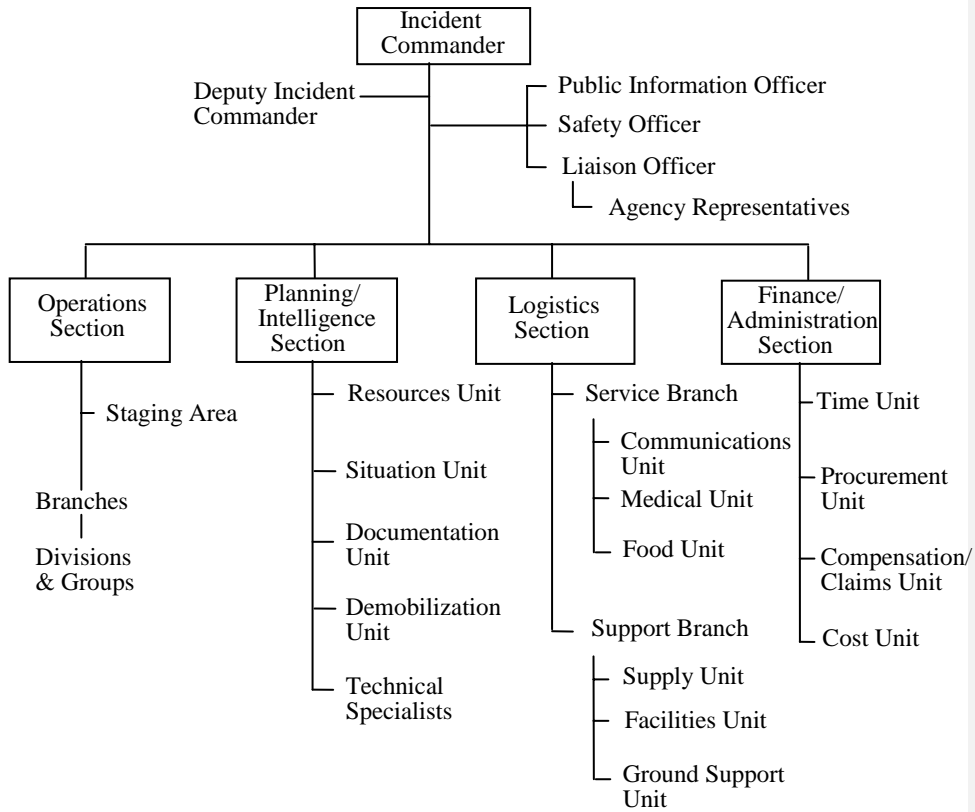 Incident
Commander
Deputy Incident
Commander
Public Information Officer
Safety Officer
Liaison Officer
Agency Representatives
Operations
Section
Planning/
Intelligence
Section
Logistics
Section
Finance/
Administration
Section
Staging Area
Branches
Divisions
& Groups
Resources Unit
Situation Unit
Documentation
Unit
Demobilization
Unit
Technical
Specialists
Service Branch
Communications
Unit
Medical Unit
Food Unit
Support Branch
Supply Unit
Facilities Unit
Ground Support
Unit
Time Unit
Procurement
Unit
Compensation/
Claims Unit
Cost Unit